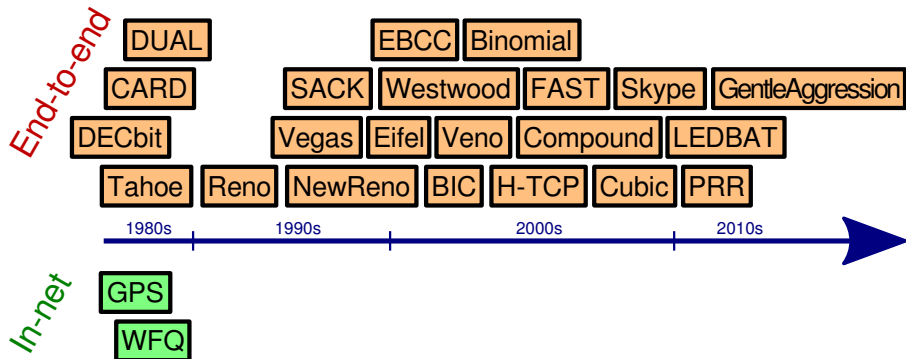 End-to-end
DUAL EBCC Binomial
CARD SACK Westwood FAST Skype GentleAggression
DECbit Vegas Eifel Veno Compound LEDBAT
Tahoe Reno NewReno BIC H-TCP Cubic PRR
1980s 1990s 2000s 2010s
In-net
GPS
WFQ